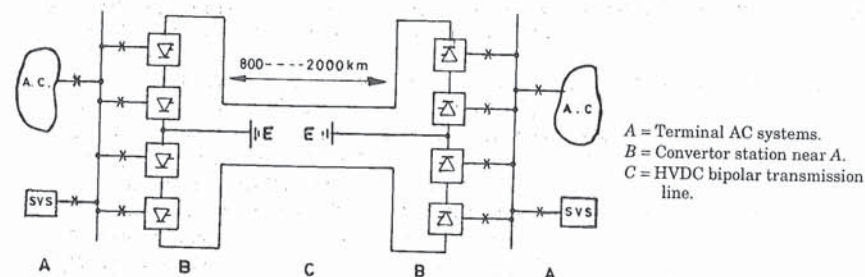 800----2000km
A.C.
A.C
E E
A = Terminal AC systems.
B = Convertor station near A.
C = HVDC bipolar transmission
line.
SVS
SVS
A B C B A